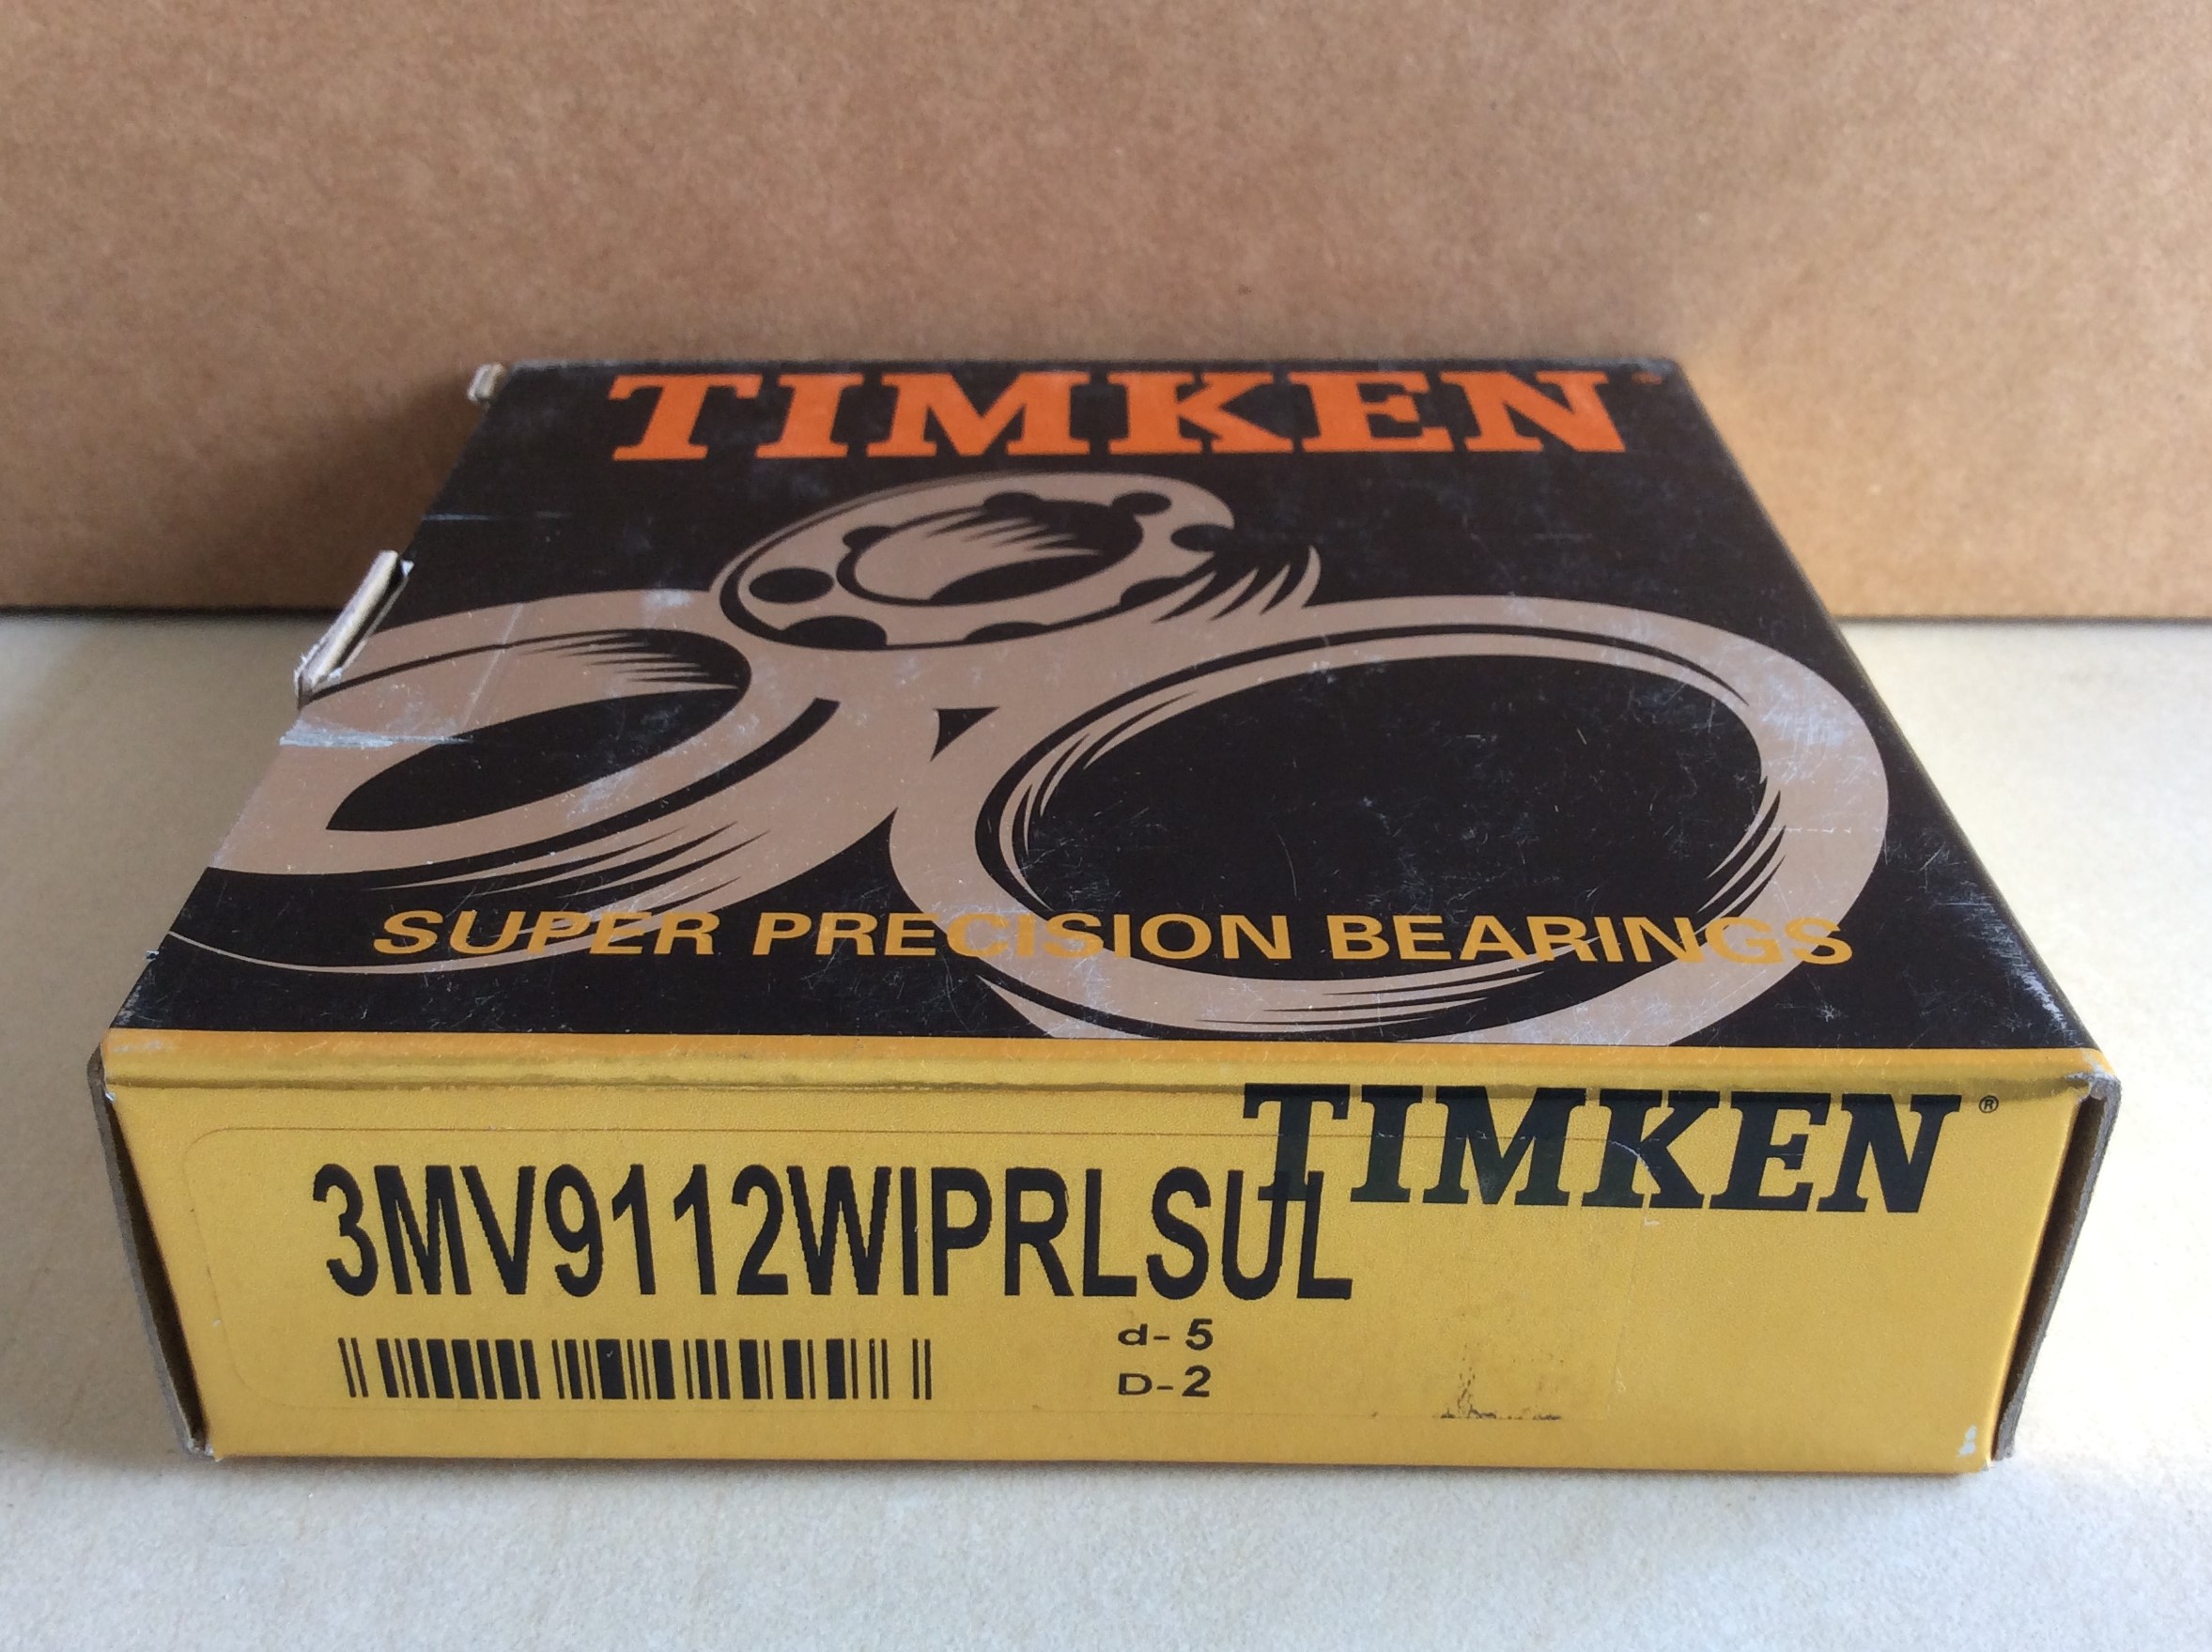 TIMKEN
SUPER PRECISION BEARINGS
TIMKEN®
3MV9112WIPRLSUL
d- 5
D- 2